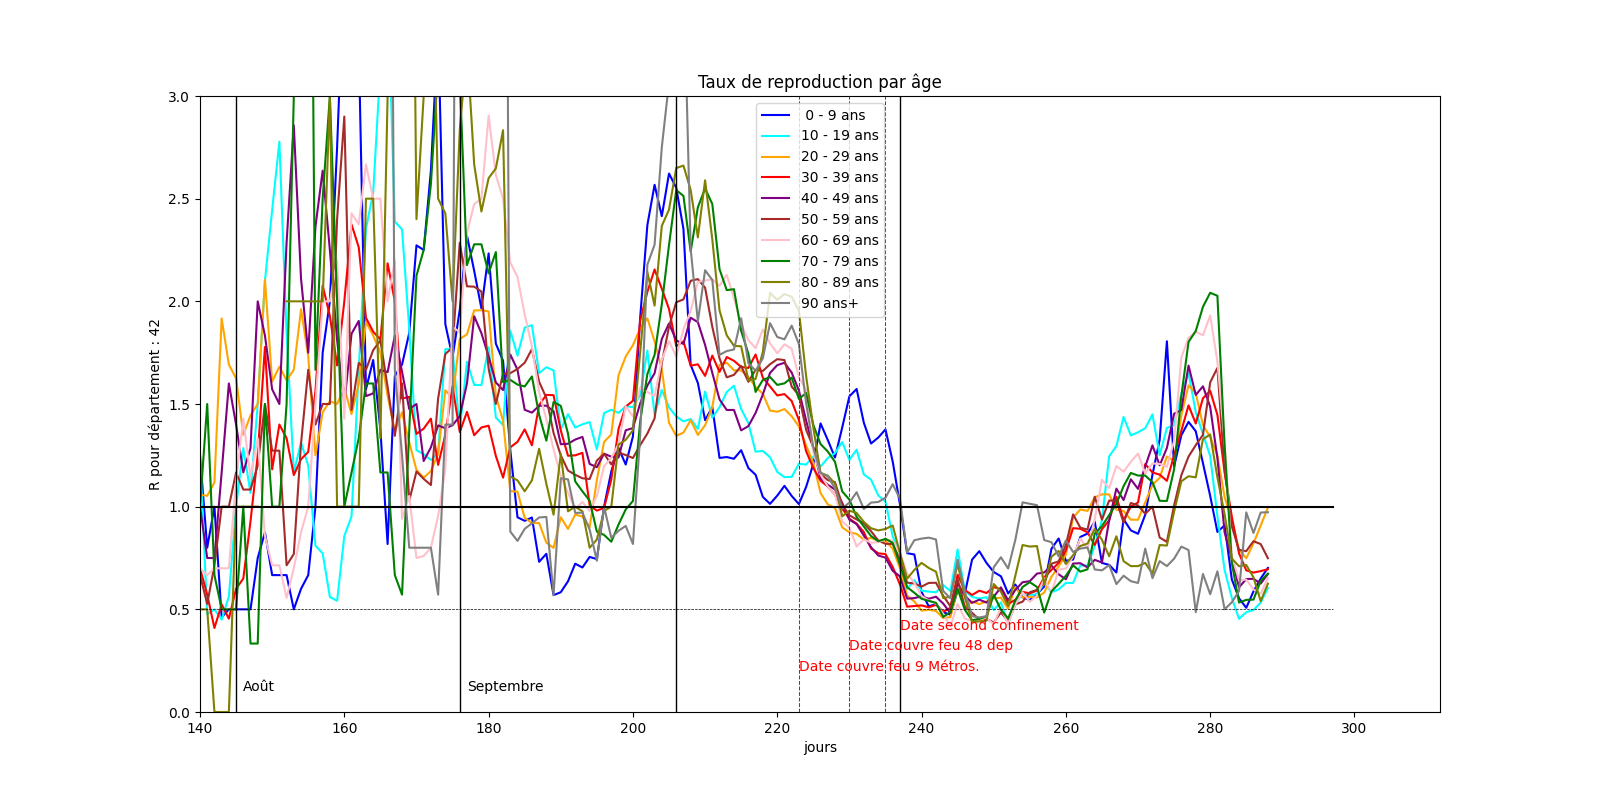 Taux de reproduction par âge
3.0
2.5
2.0
1.5
1.0
0.5
0.0
R pour département : 42
0 - 9 ans
10 - 19 ans
20 - 29 ans
30 - 39 ans
40 - 49 ans
50 - 59 ans
60 - 69 ans
70 - 79 ans
80 - 89 ans
90 ans+
Date second confinement
Date couvre feu 48 dep
Date couvre feu 9 Métros.
Août
Septembre
140 160 180 200 220 240 260 280 300
jours